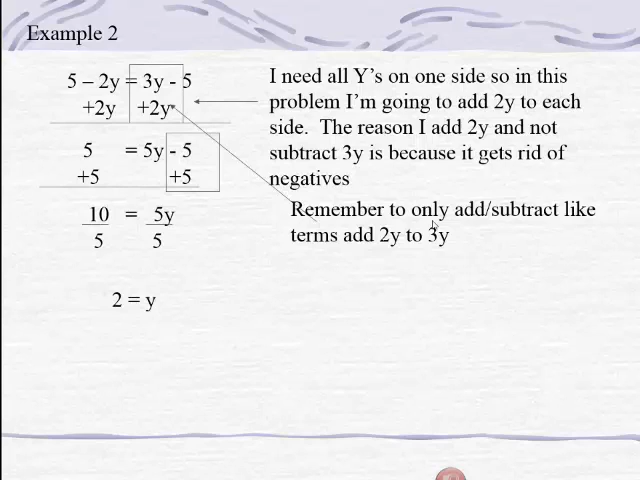 Example 2
5 – 2y = 3y - 5
+2y +2y
5 = 5y - 5
+5 +5
10 = 5y
5 5
2 = y
I need all Y's on one side so in this
problem I'm going to add 2y to each
side. The reason I add 2y and not
subtract 3y is because it gets rid of
negatives
Remember to only add/subtract like
terms add 2y to 3y